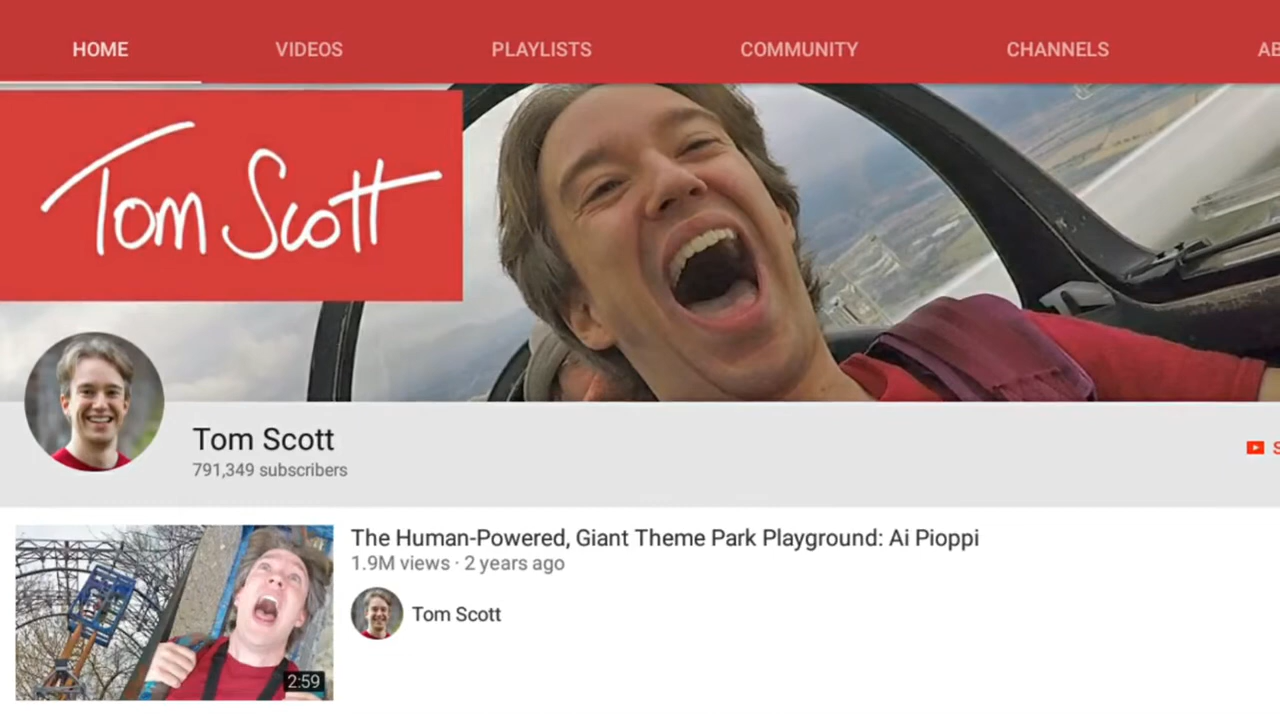 HOME VIDEOS PLAYLISTS COMMUNITY CHANNELS
Tom Scott
Tom Scott
791,349 subscribers
The Human-Powered, Giant Theme Park Playground: Ai Pioppi
1.9M views · 2 years ago
Tom Scott
2:59